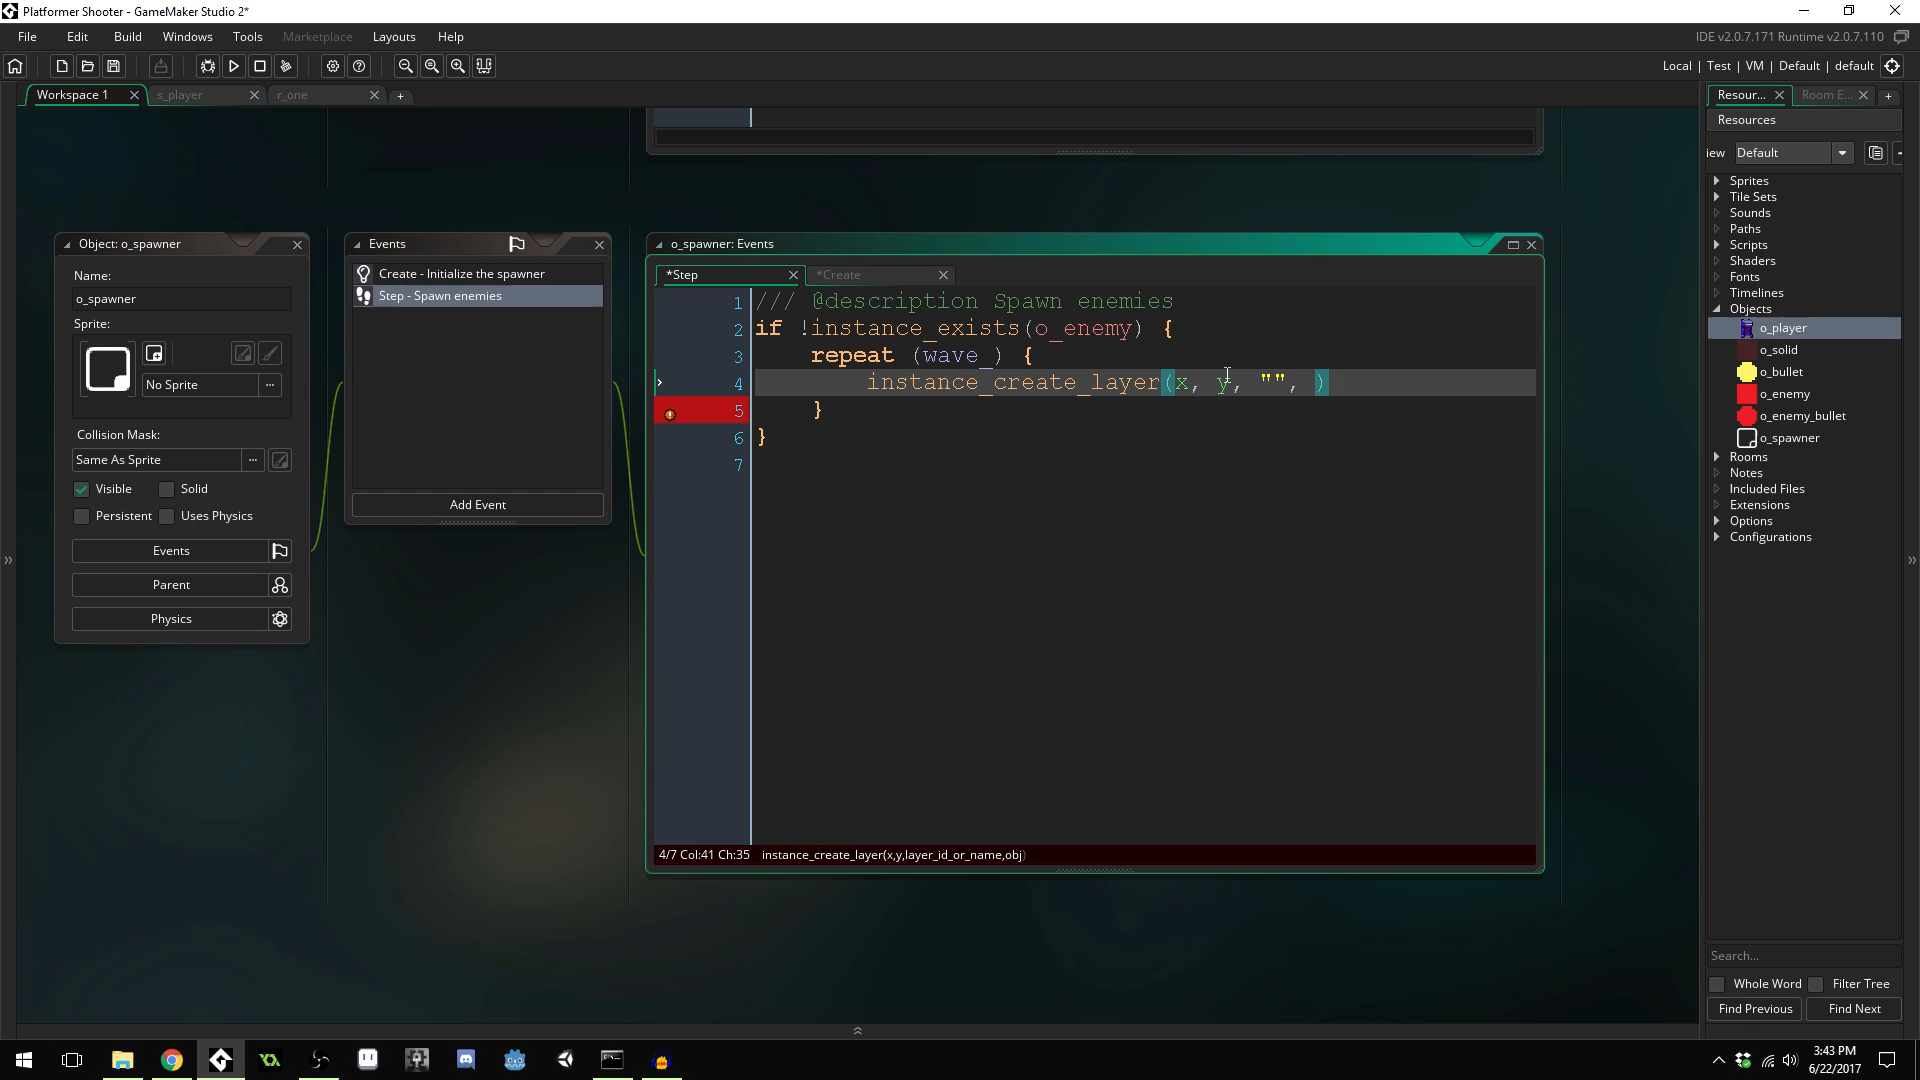 Platformer Shooter - GameMaker Studio 2*
File Edit Build Windows Tools Marketplace Layouts Help
IDE v2.0.7.171 Runtime v2.0.7.110
Local | Test | VM | Default | default
Workspace 1
s_player
r_one
Resour...
Room E...
Resources
iew
Default
Sprites
Tile Sets
Sounds
Paths
Scripts
Shaders
Fonts
Timelines
Objects
o_player
o_solid
o_bullet
o_enemy
o_enemy_bullet
o_spawner
Rooms
Notes
Included Files
Extensions
Options
Configurations
Search...
Whole Word
Filter Tree
Find Previous
Find Next
Object: o_spawner
Name:
o_spawner
Sprite:
No Sprite
...
Collision Mask:
Same As Sprite
...
Visible
Solid
Persistent
Uses Physics
Events
Parent
Physics
Events
Create - Initialize the spawner
Step - Spawn enemies
Add Event
o_spawner: Events
*Step
*Create
1 /// @description Spawn enemies
2 if !instance_exists(o_enemy) {
3 repeat (wave_) {
4 instance_create_layer(x, y, "", )
5 }
6 }
7
4/7 Col:41 Ch:35 instance_create_layer(x,y,layer_id_or_name,obj)
3:43 PM
6/22/2017